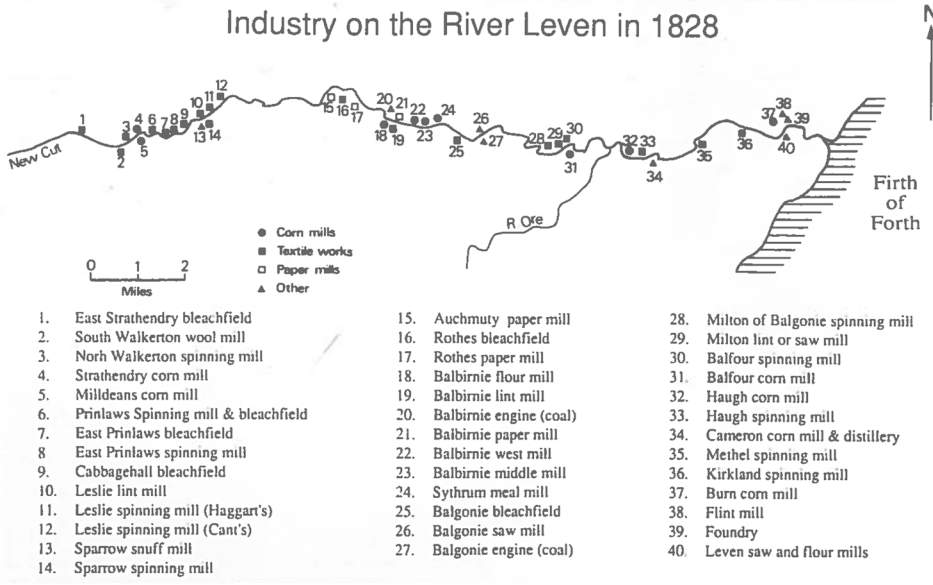 Industry on the River Leven in 1828
N
1
2
3
4
5
6
7
8
9
10
11
12
13
14
15
16
17
18
19
20
21
22
23
24
25
26
27
28
29
30
31
32
33
34
35
36
37
38
39
40
New Cut
R Ore
Firth
of
Forth
Corn mills
Textile works
Paper mills
Other
0 1 2
Miles
1. East Strathendry bleachfield
2. South Walkerton wool mill
3. Norh Walkerton spinning mill
4. Strathendry corn mill
5. Milldeans corn mill
6. Prinlaws Spinning mill & bleachfield
7. East Prinlaws bleachfield
8 East Prinlaws spinning mill
9. Cabbagehall bleachfield
10. Leslie lint mill
11. Leslie spinning mill (Haggart's)
12. Leslie spinning mill (Cant's)
13. Sparrow snuff mill
14. Sparrow spinning mill
15. Auchmuty paper mill
16. Rothes bleachfield
17. Rothes paper mill
18. Balbirnie flour mill
19. Balbirnie lint mill
20. Balbirnie engine (coal)
21. Balbirnie paper mill
22. Balbirnie west mill
23. Balbirnie middle mill
24. Sythrum meal mill
25. Balgonie bleachfield
26. Balgonie saw mill
27. Balgonie engine (coal)
28. Milton of Balgonie spinning mill
29. Milton lint or saw mill
30. Balfour spinning mill
31. Balfour corn mill
32. Haugh corn mill
33. Haugh spinning mill
34. Cameron corn mill & distillery
35. Methel spinning mill
36. Kirkland spinning mill
37. Burn corn mill
38. Flint mill
39. Foundry
40. Leven saw and flour mills